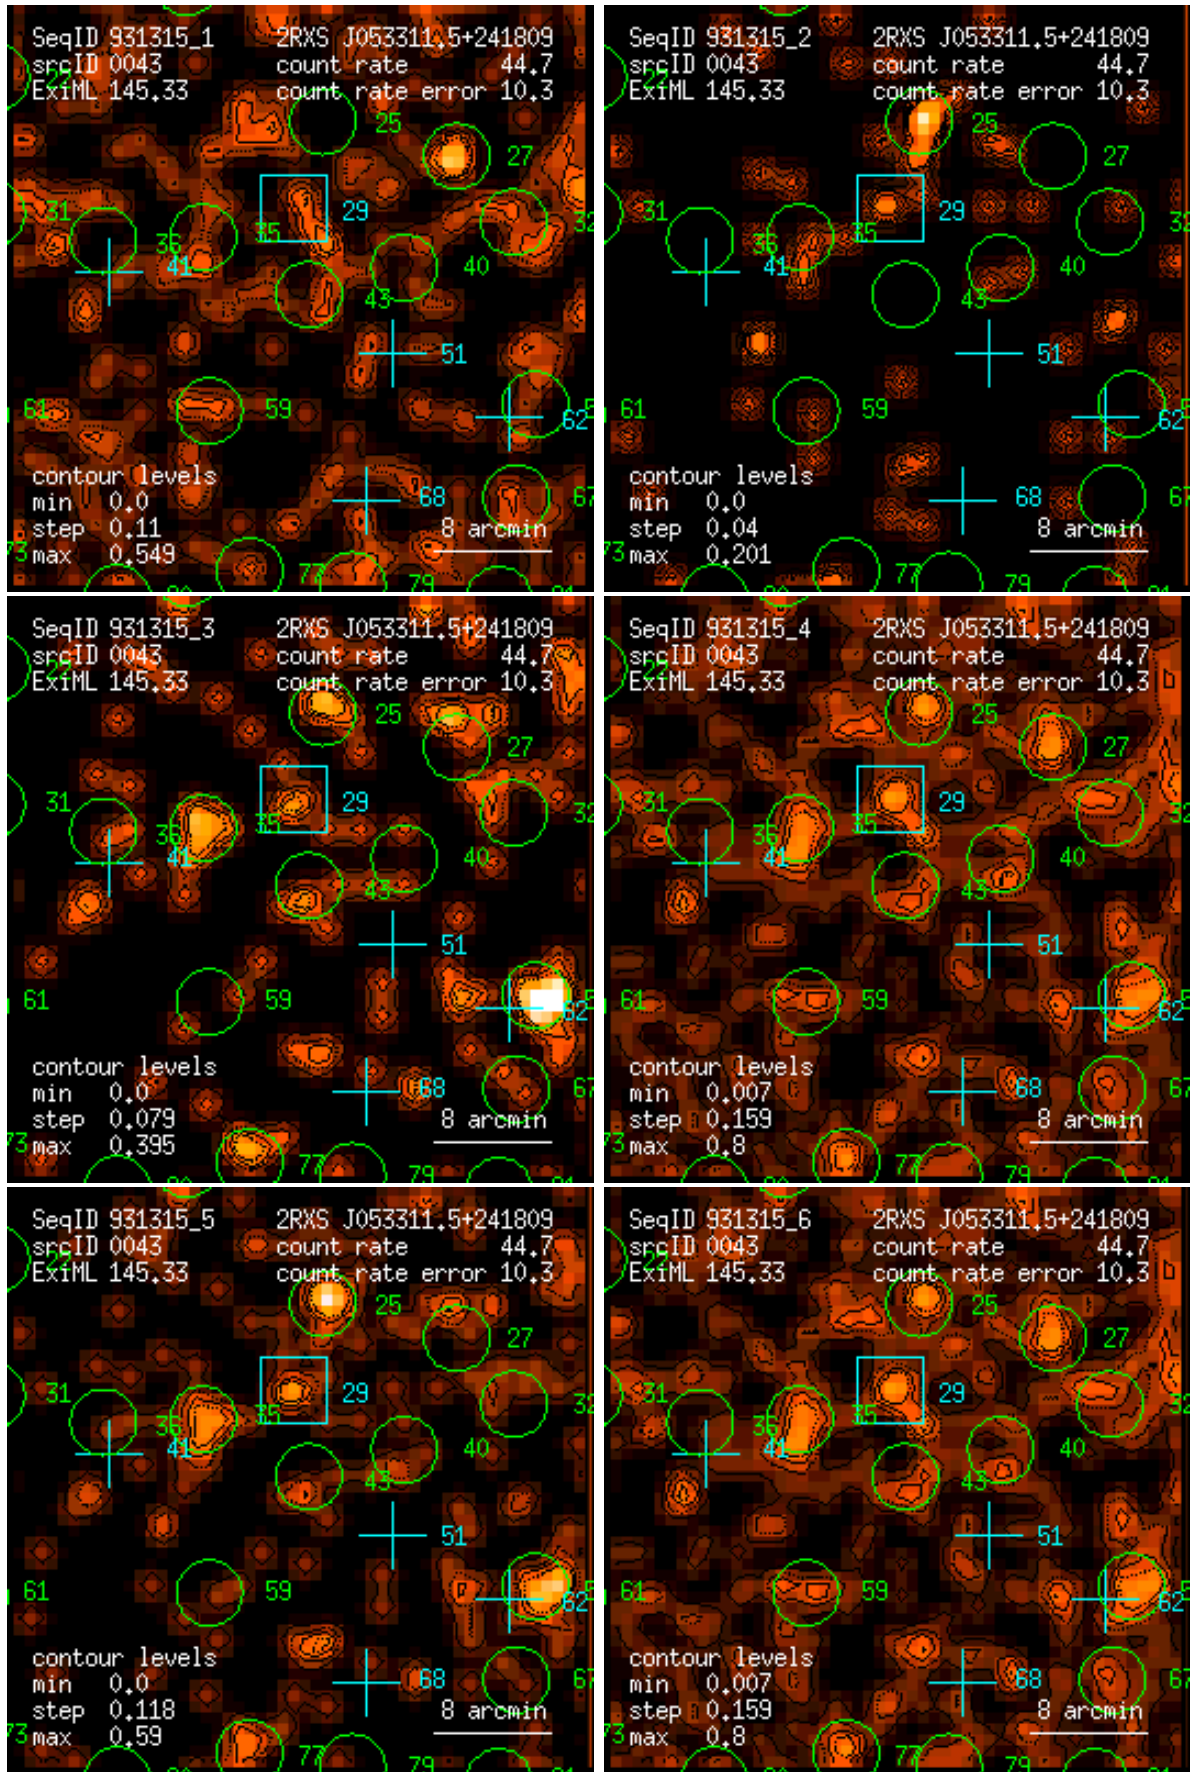 SeqID 931315_1 2RXS J053311.5+241809
srcID 0043 count rate 44.7
ExiML 145.33 count rate error 10.3
22
25
27
31
29
32
36
35
41
40
43
51
61
59
62
contour levels
min 0.0
68
67
step 0.11
8 arcmin
73
max 0.549
77
79
SeqID 931315_2 2RXS J053311.5+241809
srcID 0043 count rate 44.7
ExiML 145.33 count rate error 10.3
22
25
27
31
29
32
36
35
41
40
43
51
61
59
62
contour levels
min 0.0
68
67
step 0.04
8 arcmin
73
max 0.201
77
79
SeqID 931315_3 2RXS J053311.5+241809
srcID 0043 count rate 44.7
ExiML 145.33 count rate error 10.3
22
25
27
31
29
32
36
35
41
40
43
51
61
59
62
contour levels
min 0.0
68
67
step 0.079
8 arcmin
73
max 0.395
77
79
SeqID 931315_4 2RXS J053311.5+241809
srcID 0043 count rate 44.7
ExiML 145.33 count rate error 10.3
22
25
27
31
29
32
36
35
41
40
43
51
61
59
62
contour levels
min 0.007
68
67
step 0.159
8 arcmin
73
max 0.8
77
79
SeqID 931315_5 2RXS J053311.5+241809
srcID 0043 count rate 44.7
ExiML 145.33 count rate error 10.3
22
25
27
31
29
32
36
35
41
40
43
51
61
59
62
contour levels
min 0.0
68
67
step 0.118
8 arcmin
73
max 0.59
77
79
SeqID 931315_6 2RXS J053311.5+241809
srcID 0043 count rate 44.7
ExiML 145.33 count rate error 10.3
22
25
27
31
29
32
36
35
41
40
43
51
61
59
62
contour levels
min 0.007
68
67
step 0.159
8 arcmin
73
max 0.8
77
79